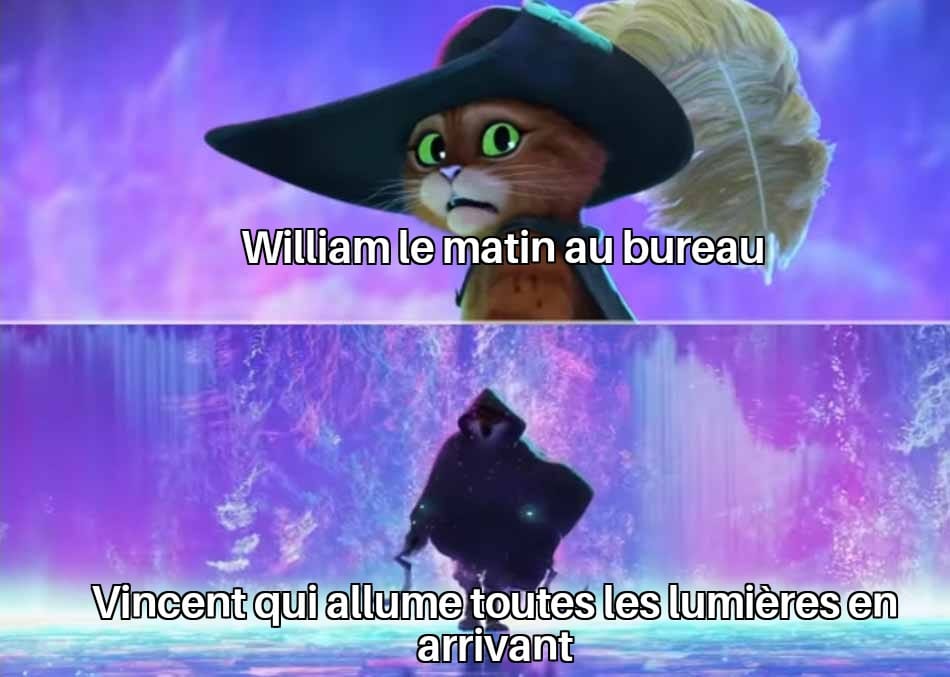 William le matin au bureau
Vincent qui allume toutes les lumières en
arrivant